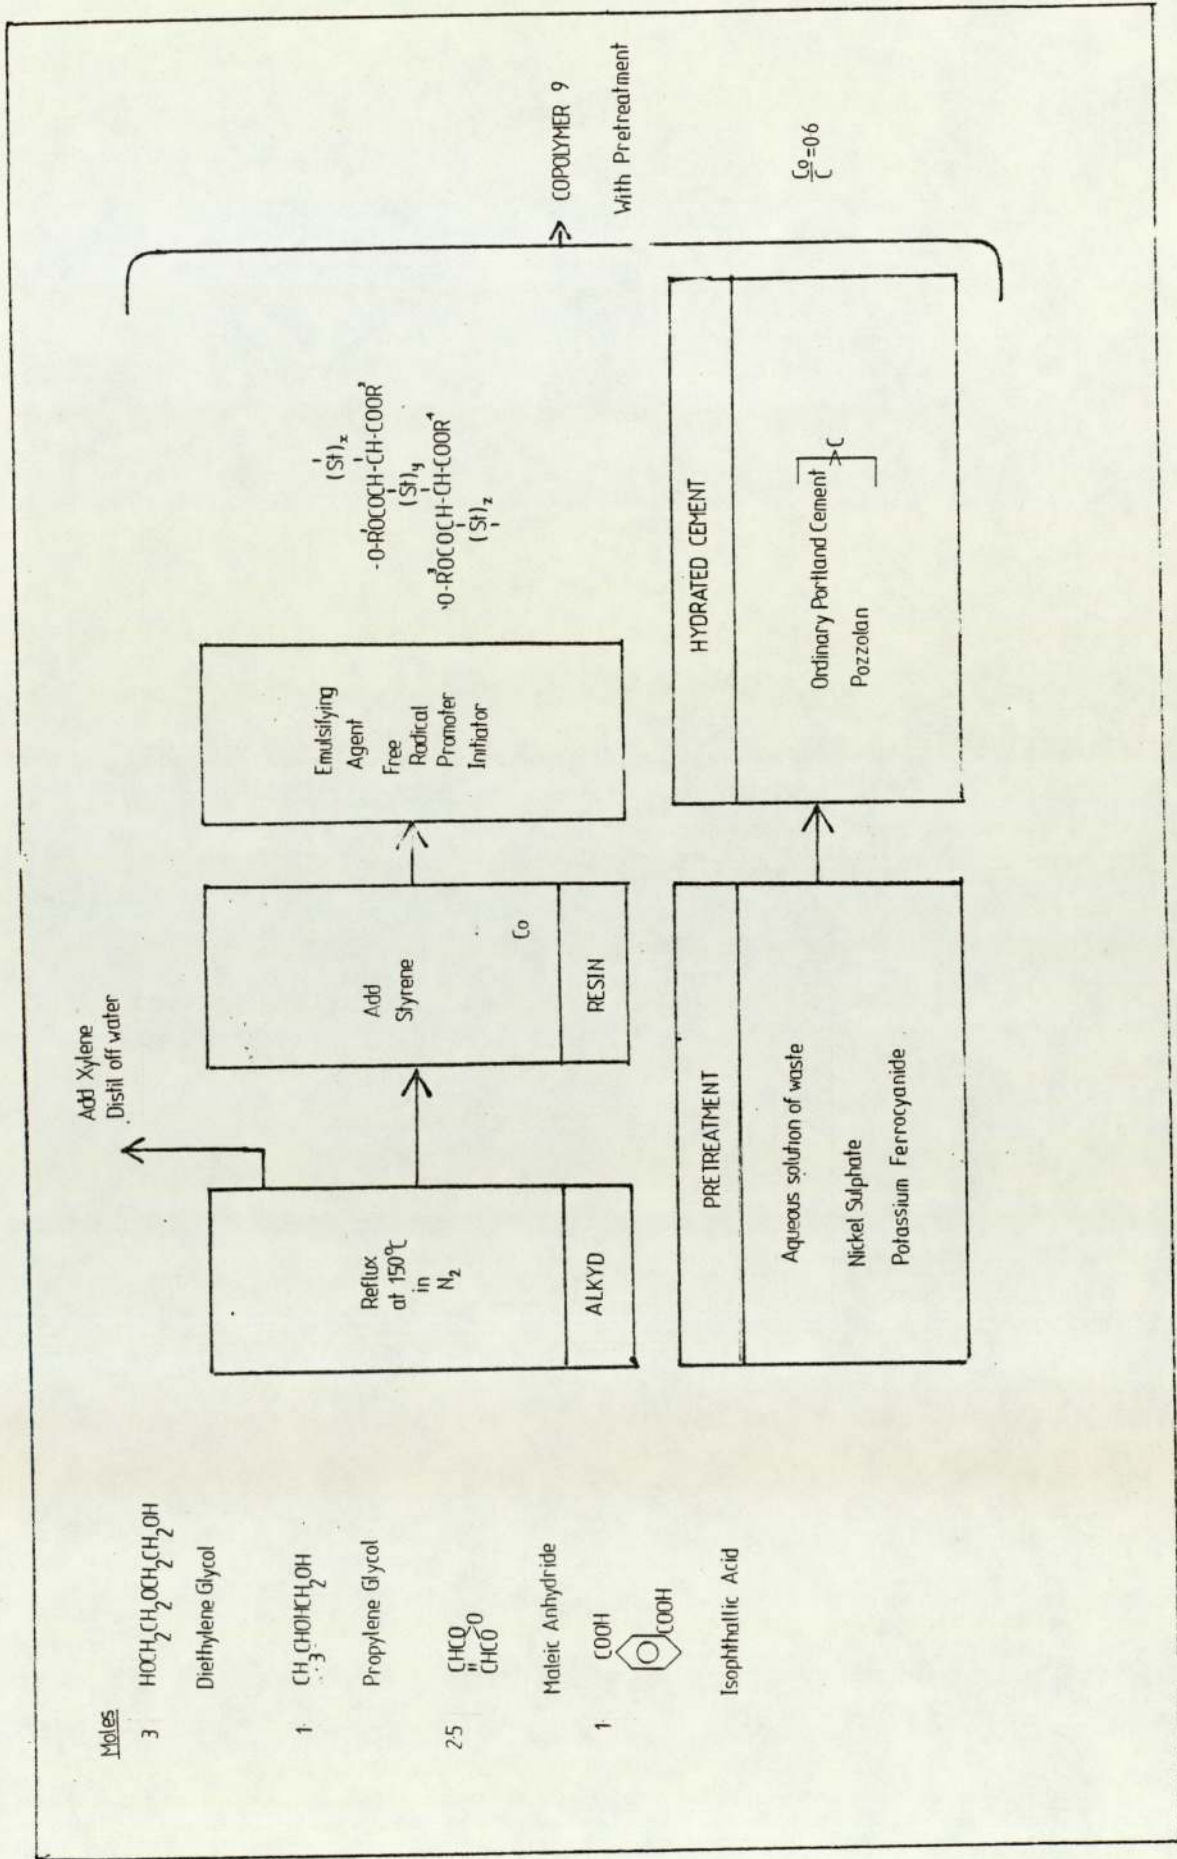 Moles
3 HOCH2CH2OCH2CH2OH
Diethylene Glycol
1· CH3CHOHCH2OH
Propylene Glycol
2·5 CHCO
CHCO O
Maleic Anhydride
1· COOH
COOH
Isophthallic Acid
Add Xylene
Distil off water
Reflux
at 150°C
in
N2
ALKYD
Add
Styrene
Co
RESIN
Emulsifying
Agent
Free
Radical
Promoter
Initiator
(St)x
-O-R'OCOCH-CH-COOR³
(St)y
·O-R³OCOCH-CH-COOR⁴
(St)z
PRETREATMENT
Aqueous solution of waste
Nickel Sulphate
Potassium Ferrocyanide
HYDRATED CEMENT
Ordinary Portland Cement
>C
Pozzolan
COPOLYMER 9
With Pretreatment
Co/C = 0·6